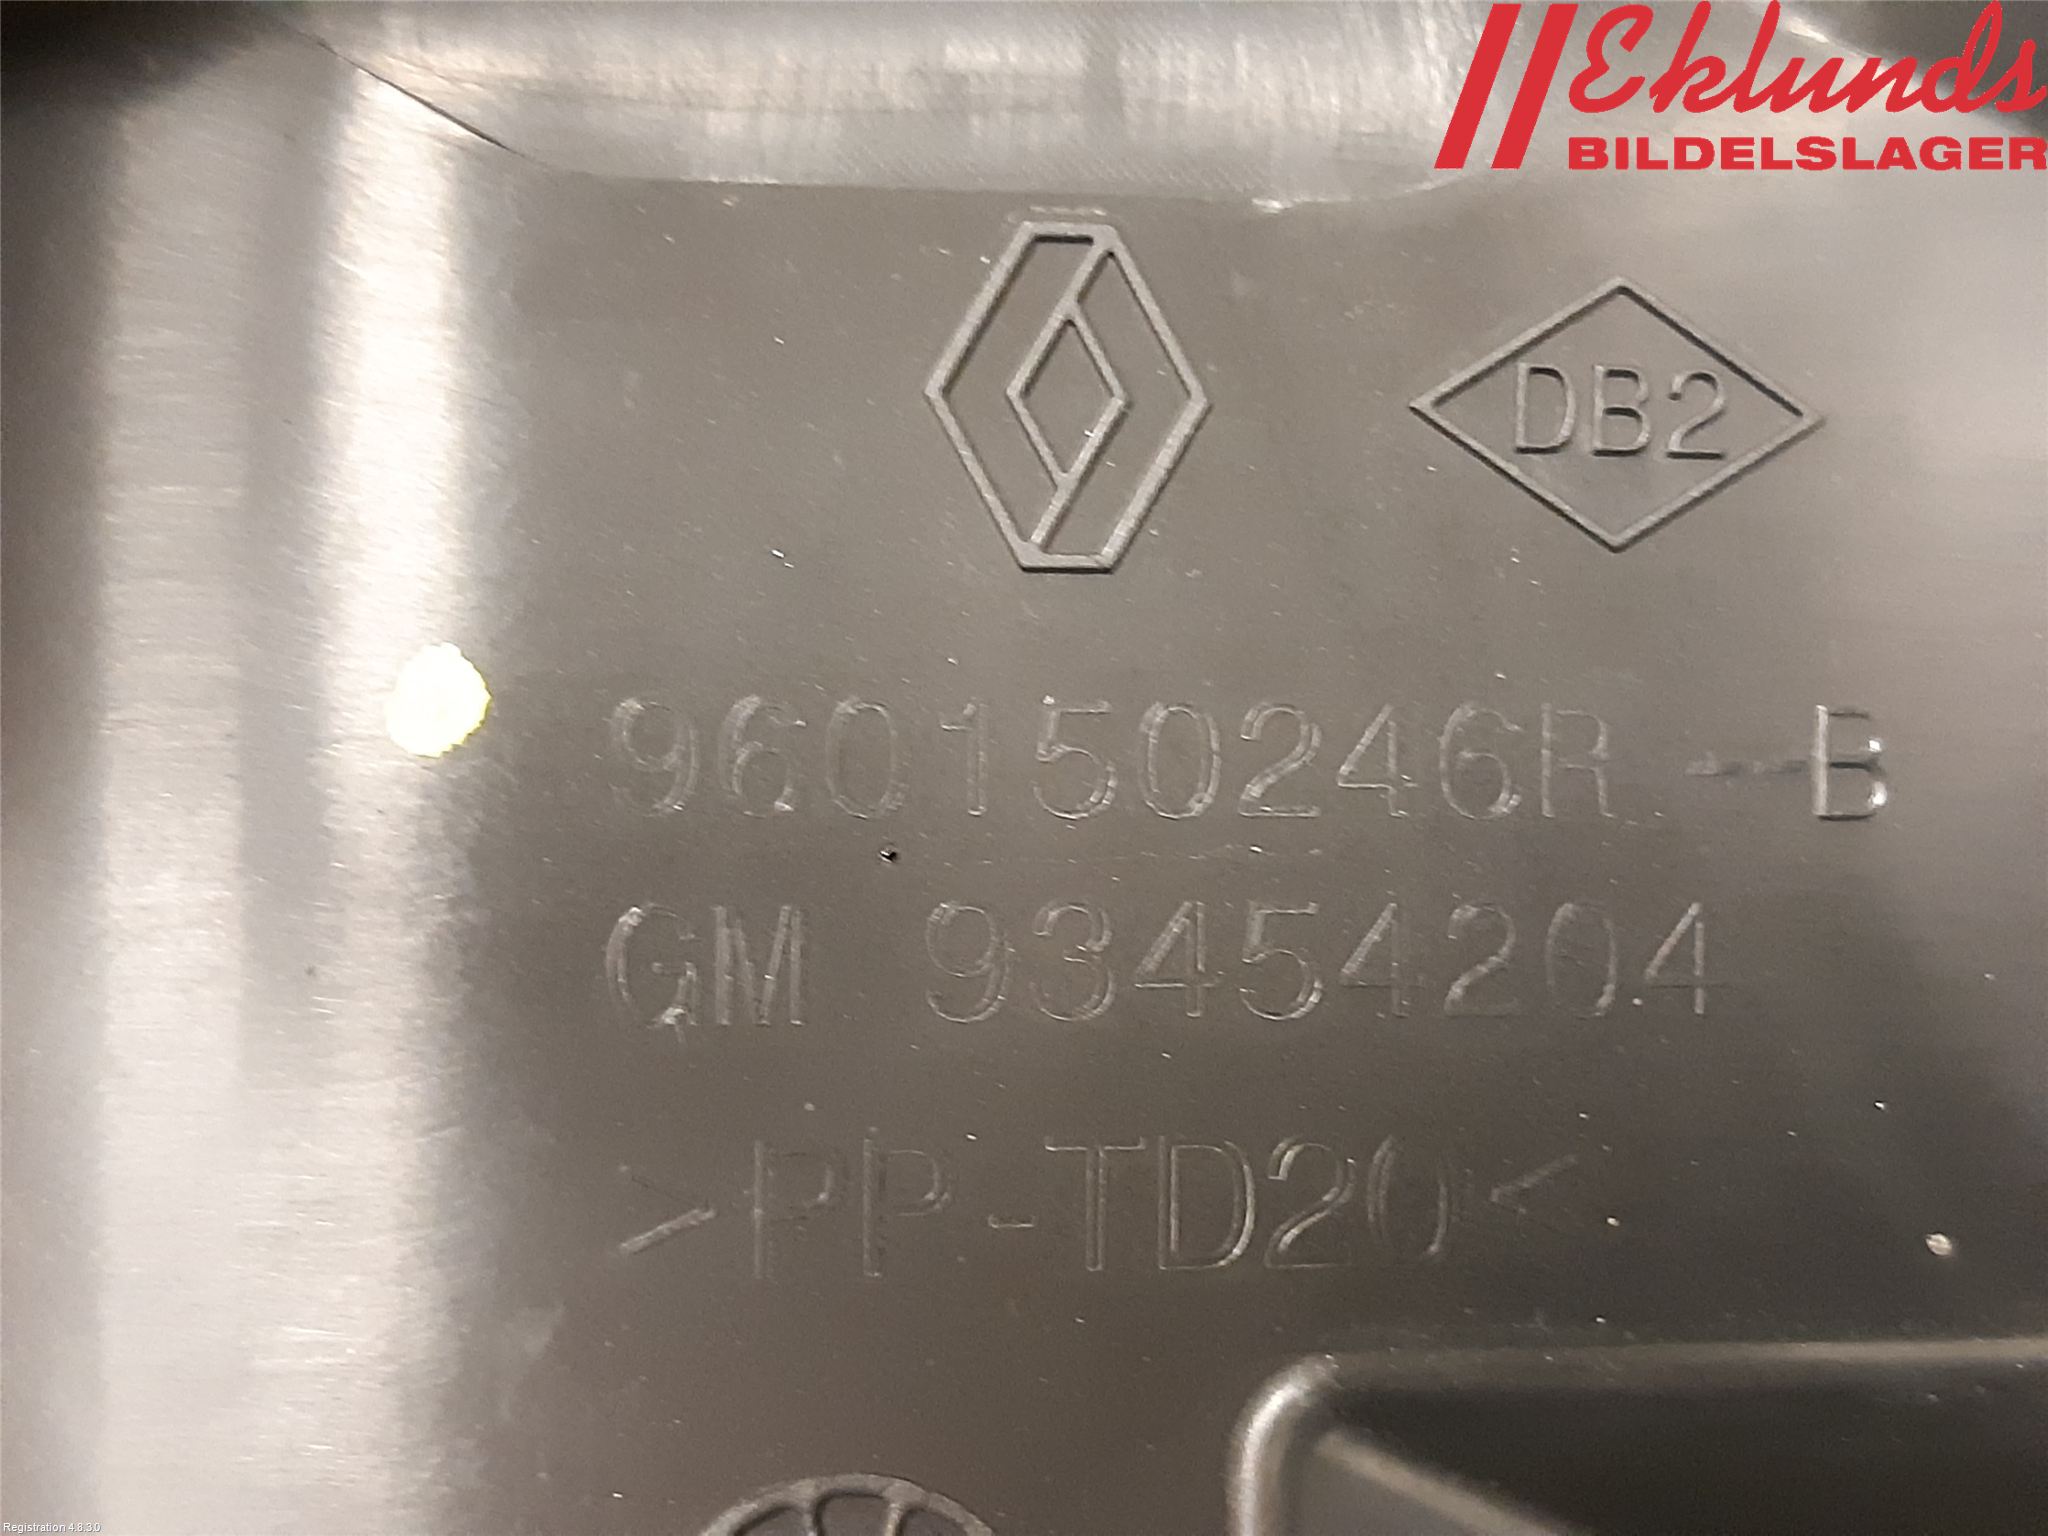 Eklunds
BILDELSLAGER
DB2
960150246R --B
GM 93454204
>PP-TD20<
Registration 4.8.3.0